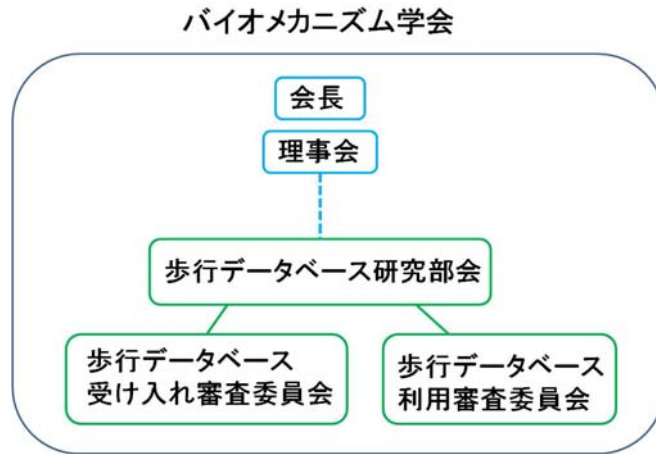 バイオメカニズム学会
会長
理事会
歩行データベース研究部会
歩行データベース
受け入れ審査委員会
歩行データベース
利用審査委員会